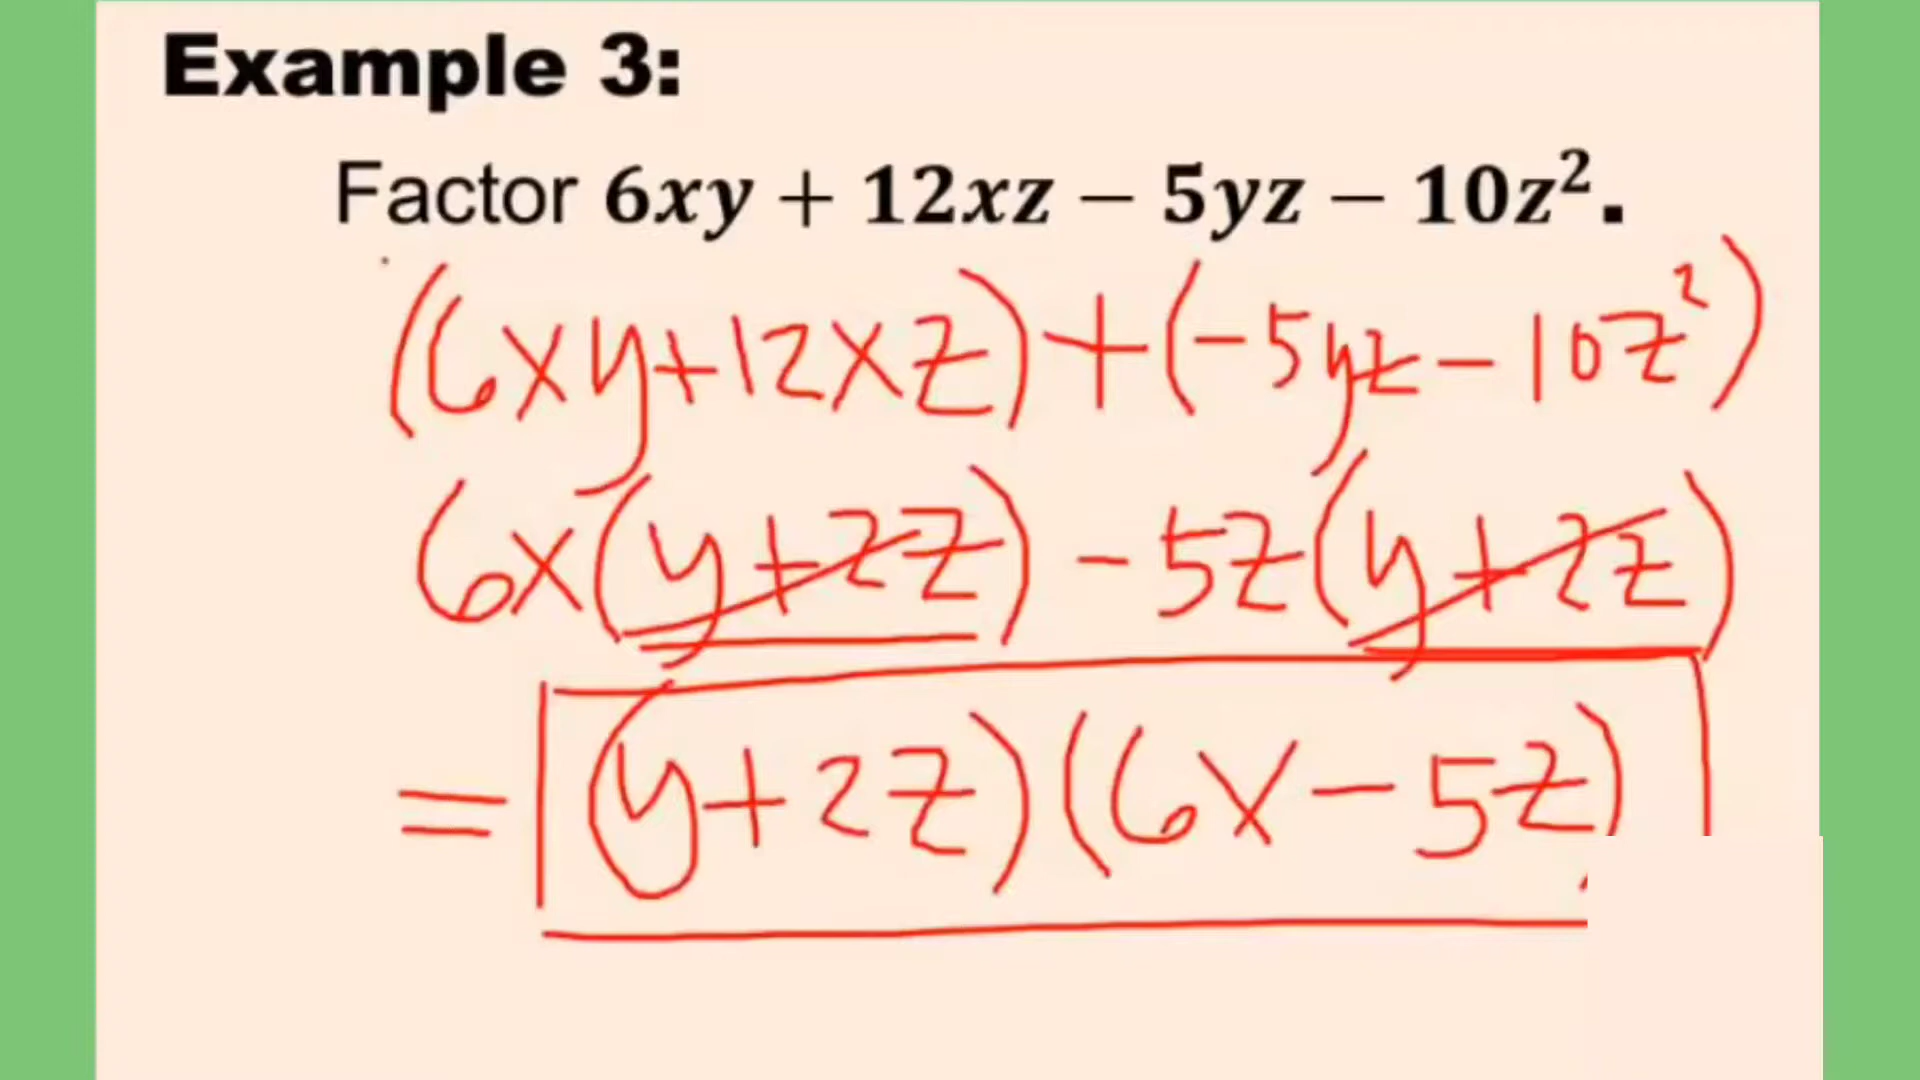 Example 3:
Factor 6xy + 12xz − 5yz − 10z².
(6xy+12xz)+(-5yz-10z²)
6x(y+2z)-5z(y+2z)
=(y+2z)(6x-5z)